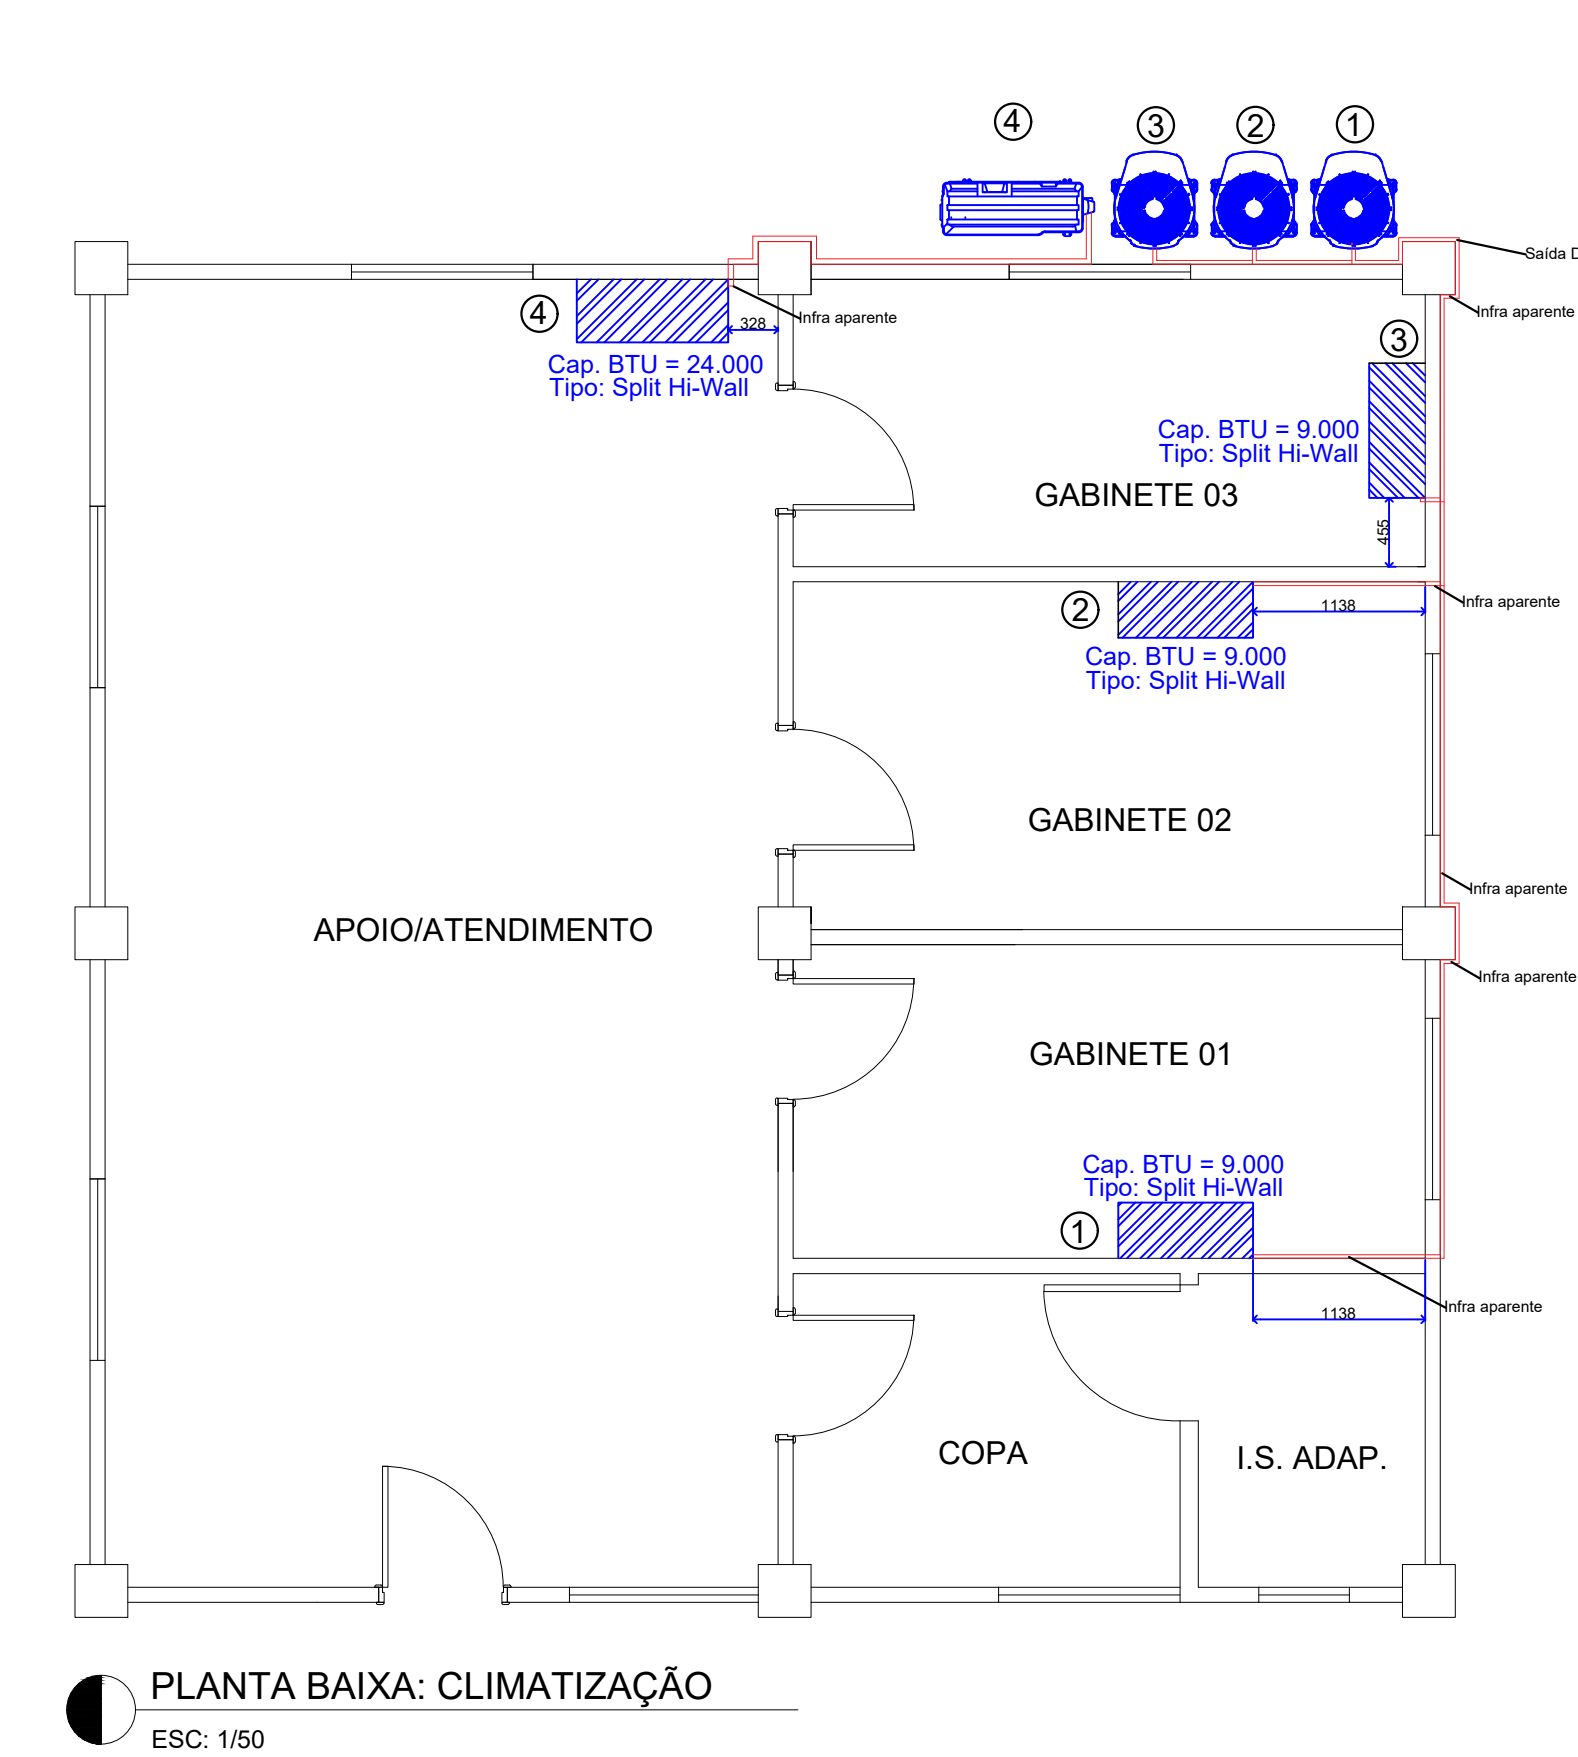 ④
③
②
①
Saída D
Infra aparente
④
328
Infra aparente
③
Cap. BTU = 24.000
Tipo: Split Hi-Wall
Cap. BTU = 9.000
Tipo: Split Hi-Wall
GABINETE 03
455
②
1138
Infra aparente
Cap. BTU = 9.000
Tipo: Split Hi-Wall
GABINETE 02
Infra aparente
APOIO/ATENDIMENTO
Infra aparente
GABINETE 01
Cap. BTU = 9.000
Tipo: Split Hi-Wall
①
1138
Infra aparente
COPA
I.S. ADAP.
PLANTA BAIXA: CLIMATIZAÇÃO
ESC: 1/50